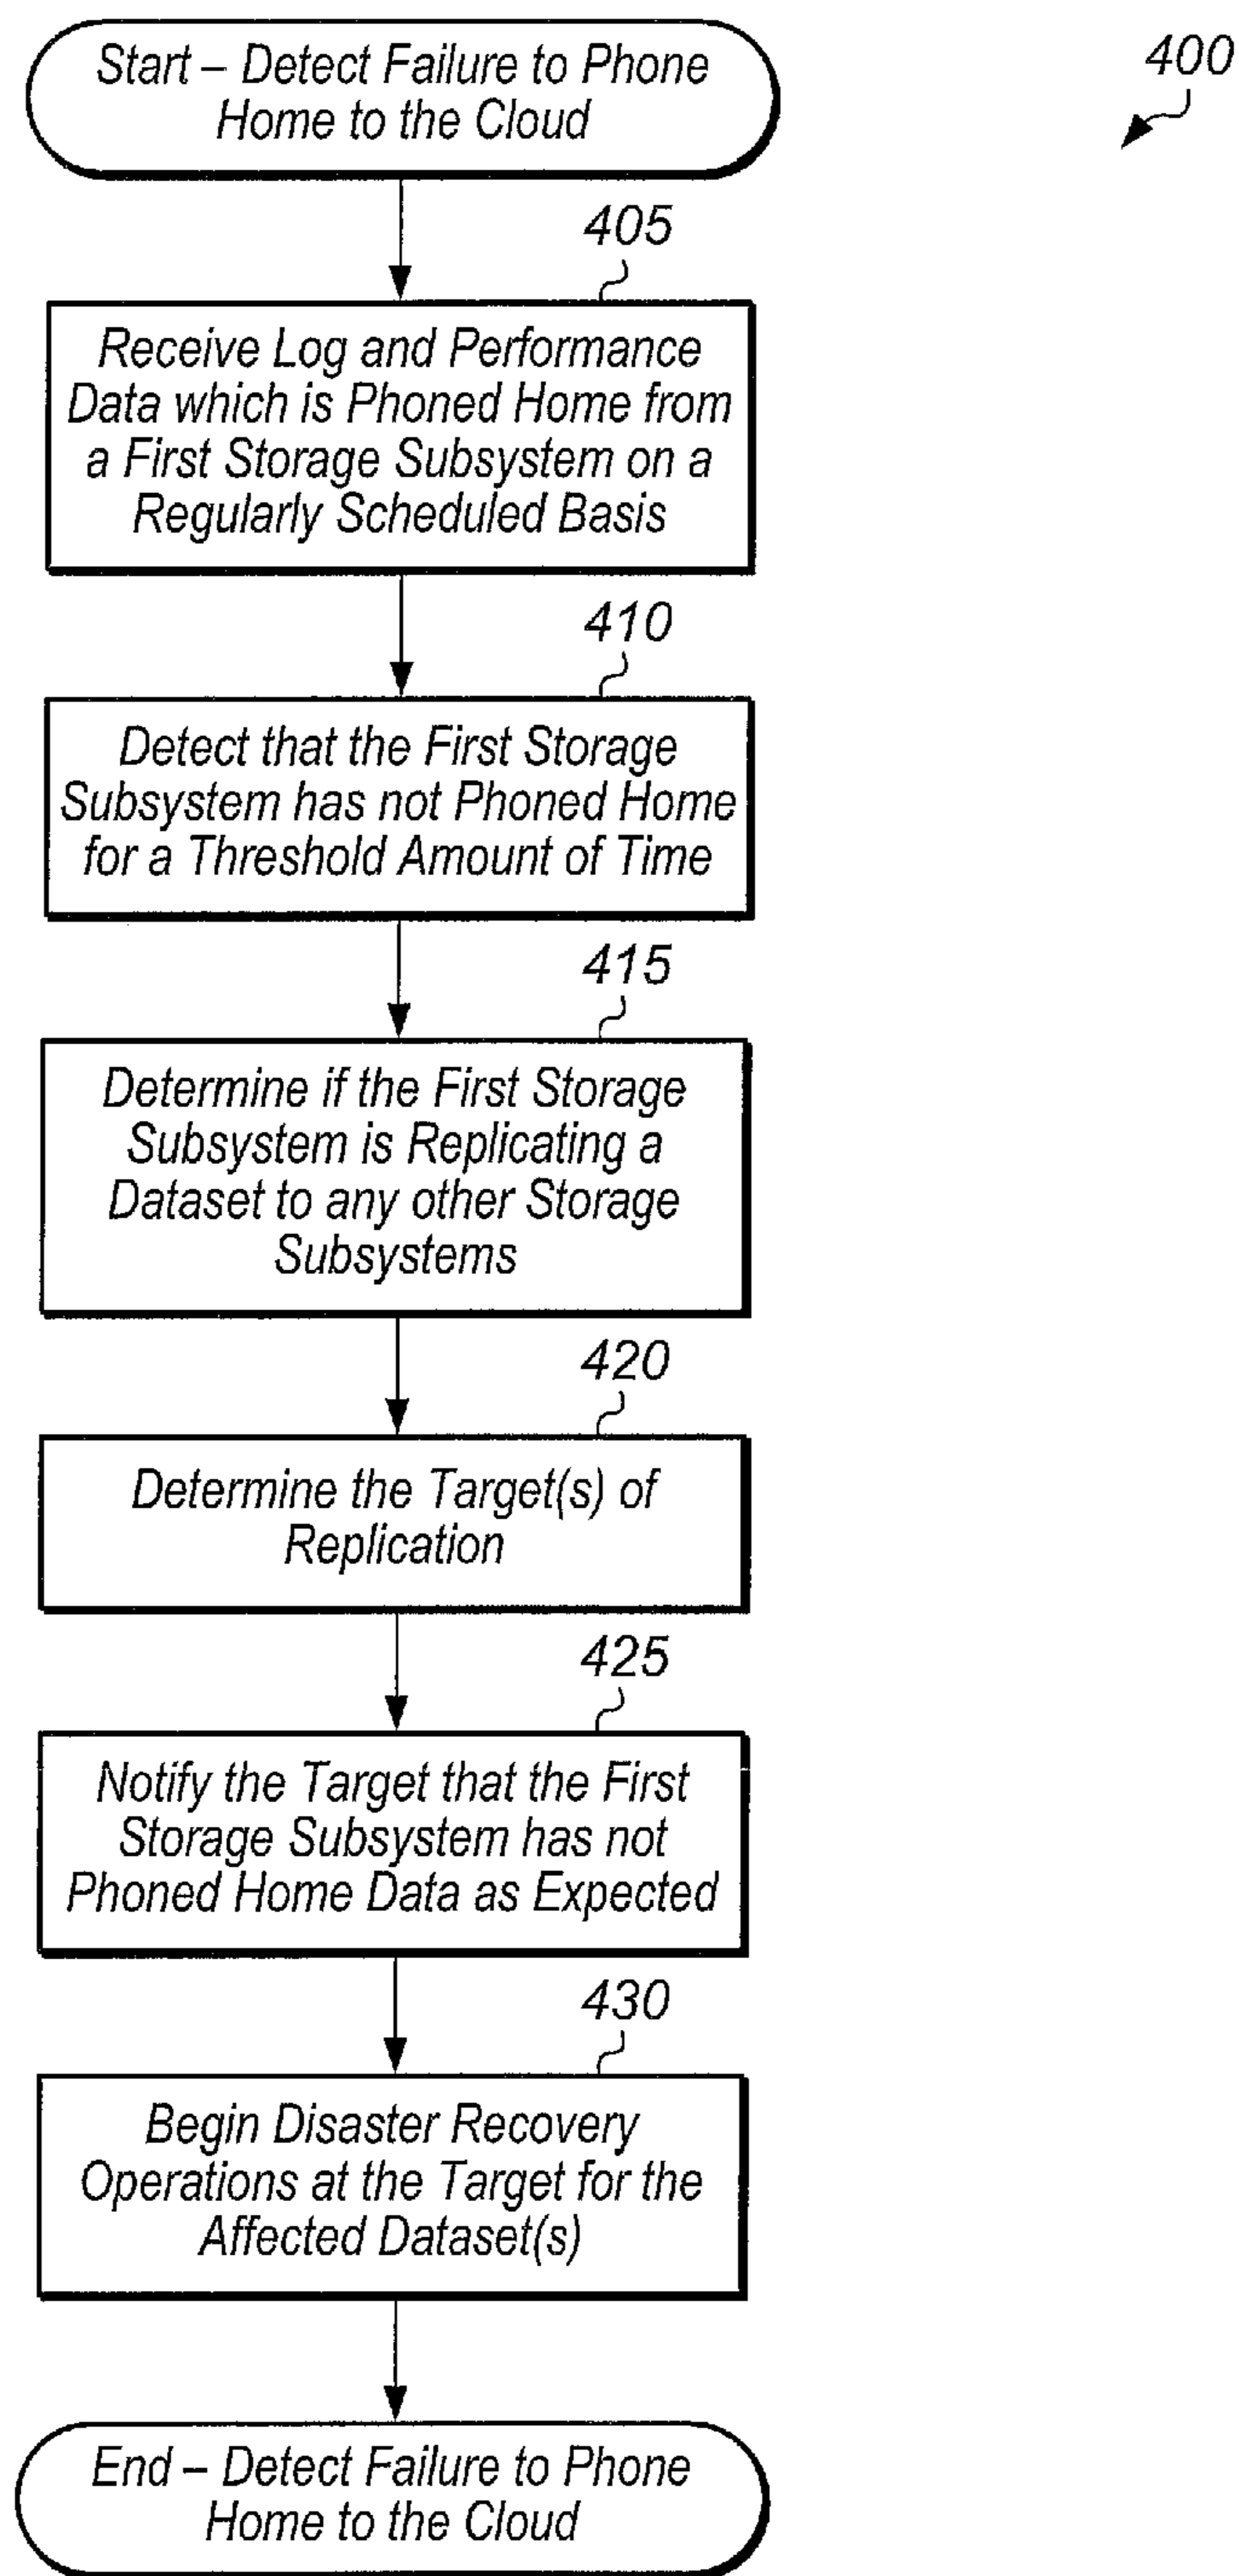 Start – Detect Failure to Phone
Home to the Cloud
400
405
Receive Log and Performance
Data which is Phoned Home from
a First Storage Subsystem on a
Regularly Scheduled Basis
410
Detect that the First Storage
Subsystem has not Phoned Home
for a Threshold Amount of Time
415
Determine if the First Storage
Subsystem is Replicating a
Dataset to any other Storage
Subsystems
420
Determine the Target(s) of
Replication
425
Notify the Target that the First
Storage Subsystem has not
Phoned Home Data as Expected
430
Begin Disaster Recovery
Operations at the Target for the
Affected Dataset(s)
End – Detect Failure to Phone
Home to the Cloud